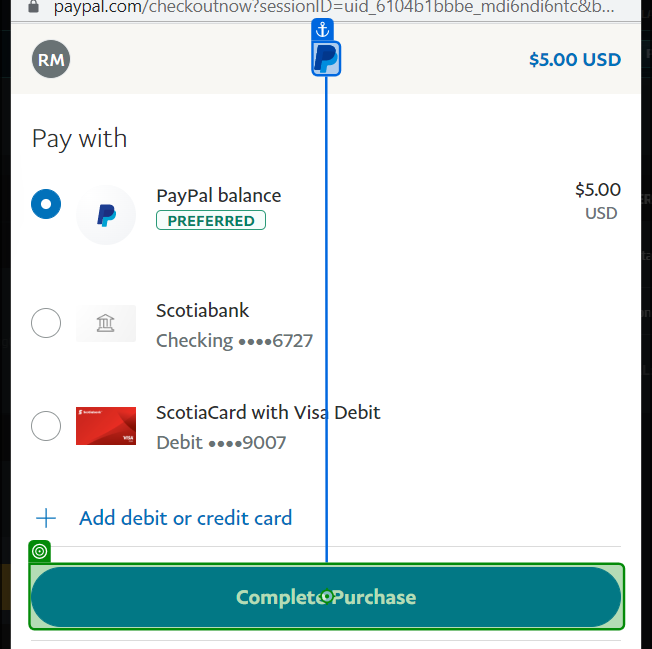 paypal.com/checkoutnow?sessionID=uid_6104b1bbbe_mdi6ndi6ntc&b...
RM
$5.00 USD
Pay with
PayPal balance
$5.00
PREFERRED
USD
Scotiabank
Checking ••••6727
ScotiaCard with Visa Debit
Debit ••••9007
Add debit or credit card
Complete Purchase